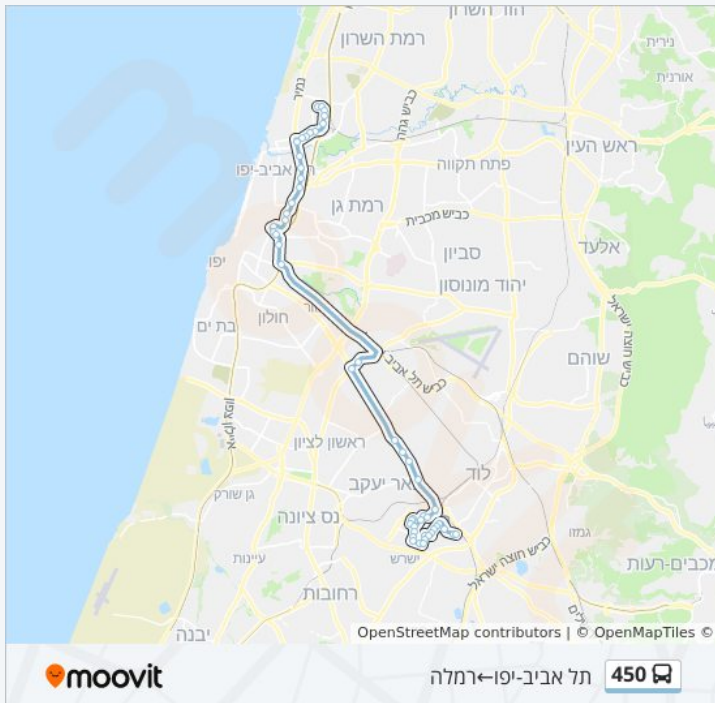 הוד השרון
רמת השרון
נירית
אורנית
נמיר
כביש גהה
ראש העין
פתח תקווה
תל אביב-יפו
רמת גן
כביש מכבית
אלעד
סביון
יפו
יהוד מונוסון
כביש חוצה ישראל
חולון
בת ים
שוהם
כביש תל אביב
ראשון לציון
לוד
באר יעקב
גן שורק
נס ציונה
גמזו
כביש חוצה ישראל
ישרש
עיינות
מכבים-רעות
רחובות
יבנה
OpenStreetMap contributors | © OpenMapTiles ©
moovit
תל אביב-יפו←רמלה
450